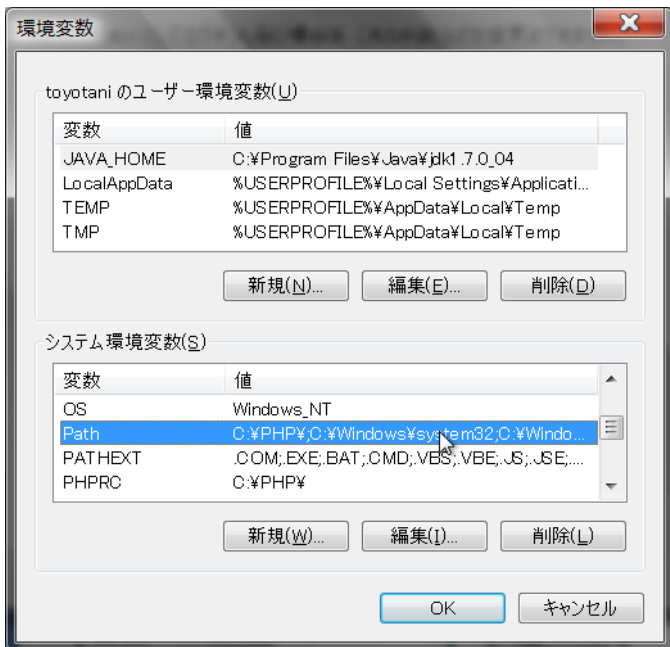 環境変数
toyotani のユーザー環境変数(U)
変数 値
JAVA_HOME C:¥Program Files¥Java¥jdk1.7.0_04
LocalAppData %USERPROFILE%¥Local Settings¥Applicati...
TEMP %USERPROFILE%¥AppData¥Local¥Temp
TMP %USERPROFILE%¥AppData¥Local¥Temp
新規(N)... 編集(E)... 削除(D)
システム環境変数(S)
変数 値
OS Windows_NT
Path C:¥PHP¥;C:¥Windows¥system32;C:¥Windo...
PATHEXT .COM;.EXE;.BAT;.CMD;.VBS;.VBE;.JS;.JSE;....
PHPRC C:¥PHP¥
新規(W)... 編集(I)... 削除(L)
OK キャンセル